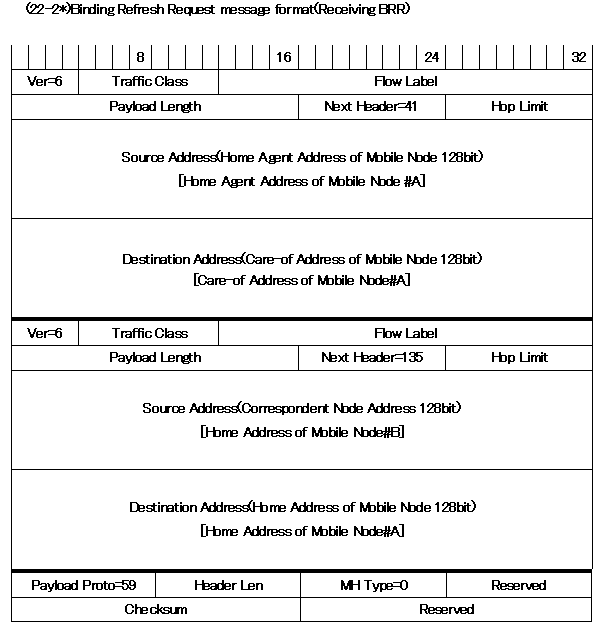 (22-2*)Binding Refresh Request message format(Receiving BRR)
8 16 24 32
Ver=6 Traffic Class Flow Label
Payload Length Next Header=41 Hop Limit
Source Address(Home Agent Address of Mobile Node 128bit)
[Home Agent Address of Mobile Node #A]
Destination Address(Care-of Address of Mobile Node 128bit)
[Care-of Address of Mobile Node#A]
Ver=6 Traffic Class Flow Label
Payload Length Next Header=135 Hop Limit
Source Address(Correspondent Node Address 128bit)
[Home Address of Mobile Node#B]
Destination Address(Home Address of Mobile Node 128bit)
[Home Address of Mobile Node#A]
Payload Proto=59 Header Len MH Type=0 Reserved
Checksum Reserved